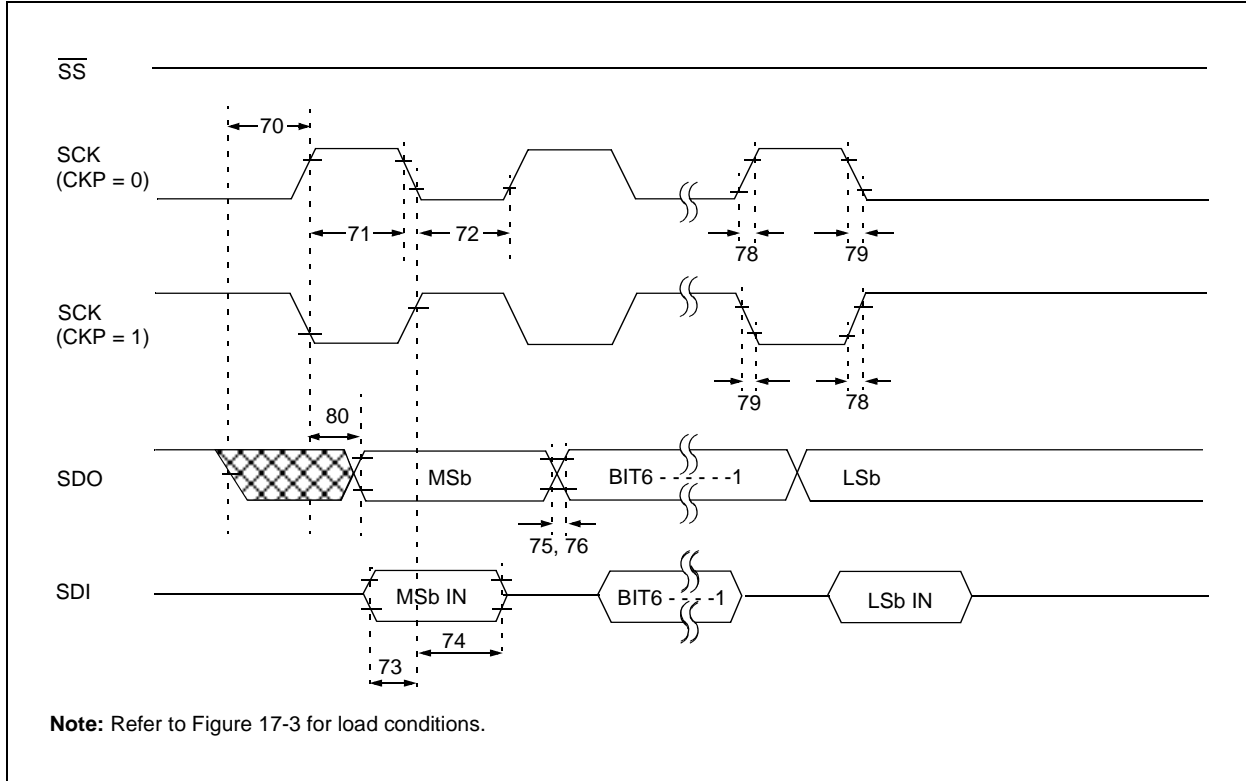 SS
70
SCK
(CKP = 0)
71
72
78
79
SCK
(CKP = 1)
79
78
80
SDO
MSb
BIT6 - - - - - -1
LSb
75, 76
SDI
MSb IN
BIT6 - - - - -1
LSb IN
74
73
Note: Refer to Figure 17-3 for load conditions.